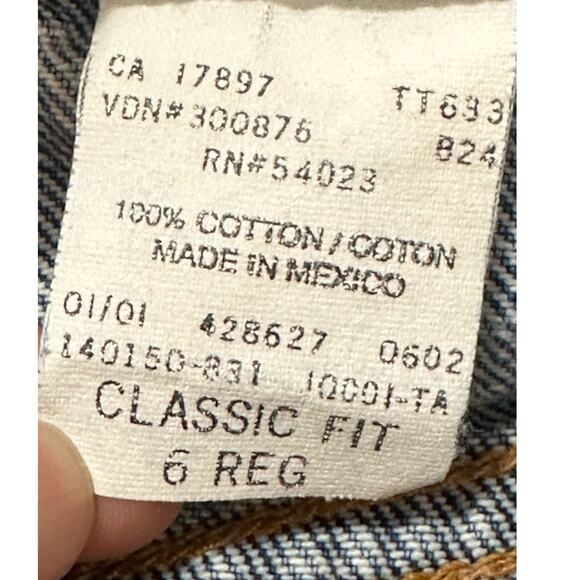 CA 17897 TT633
VDN#300876 824
RN#54023
100% COTTON/COTON
MADE IN MEXICO
01/01 428627 0602
140150-831 10001-TA
CLASSIC FIT
6 REG